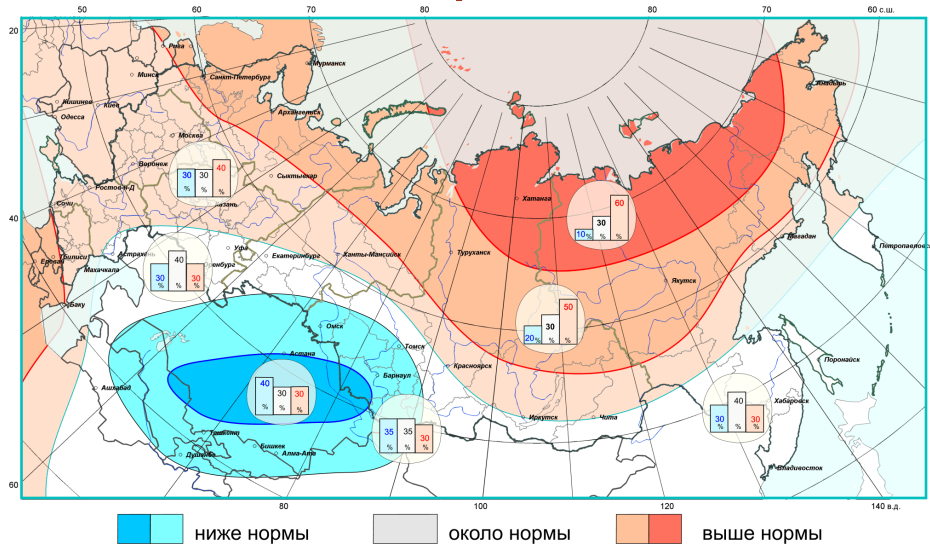 50 60 70 80 80 70 60 с.ш.
20
Рига
Мурманск
Минск
Санкт-Петербург
Анадырь
Кишинев
Киев
Одесса
Архангельск
Москва
Воронеж
30 % 30 % 40 %
Сыктывкар
Ростов-н-Д
Казань
Хатанга
10% 30 % 60 %
Сочи
40
Магадан
Петропавловск
Уфа
Астрахань
Екатеринбург
Ханты-Мансийск
Туруханск
Тбилиси
Ереван
Оренбург
Махачкала
30 % 40 % 30 %
Якутск
Баку
20% 30 % 50 %
Омск
Томск
Астана
Поронайск
Красноярск
Барнаул
Ашхабад
40 % 30 % 30 %
30 % 40 % 30 %
Хабаровск
Иркутск
Чита
Ташкент
35 % 35 % 30 %
Бишкек
Душанбе
Алма-Ата
Владивосток
60
80 100 120 140 в.д.
ниже нормы
около нормы
выше нормы